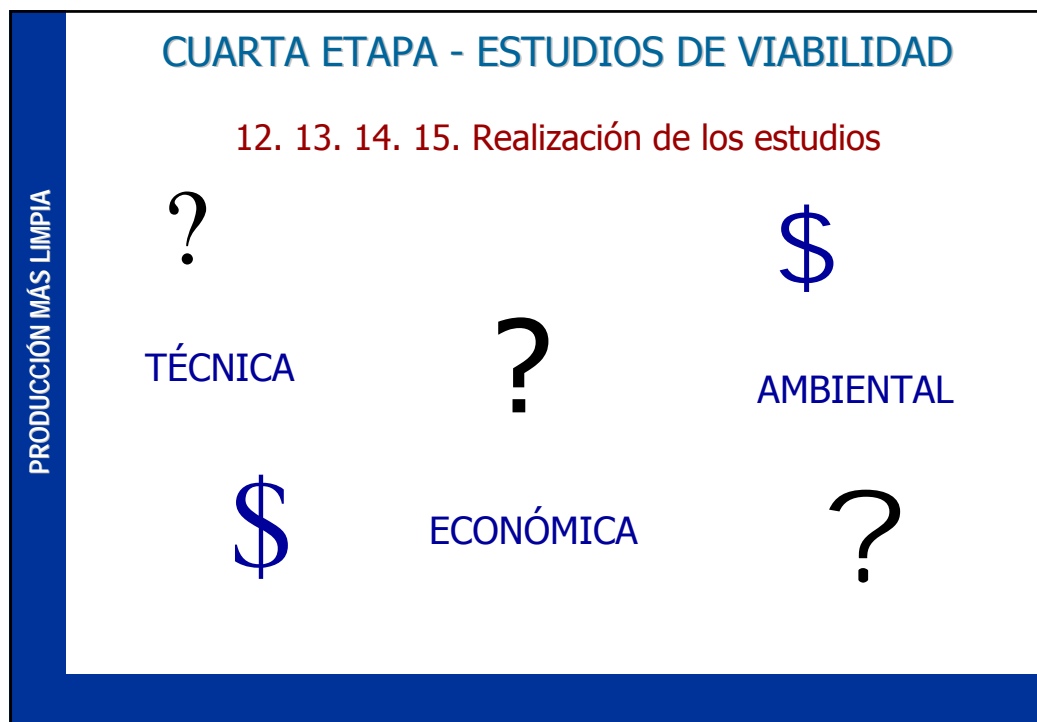 CUARTA ETAPA - ESTUDIOS DE VIABILIDAD
12. 13. 14. 15. Realización de los estudios
PRODUCCIÓN MÁS LIMPIA
?
$
TÉCNICA
?
AMBIENTAL
$
ECONÓMICA
?